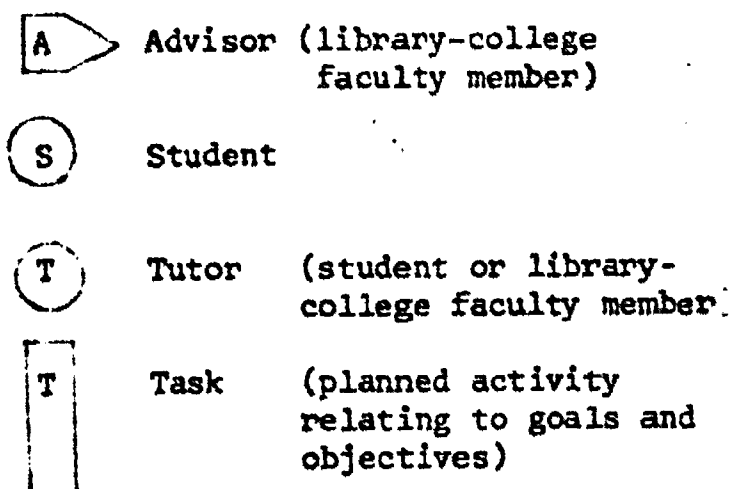 A Advisor (library-college
faculty member)
S Student
T Tutor (student or library-
college faculty member
T Task (planned activity
relating to goals and
objectives)